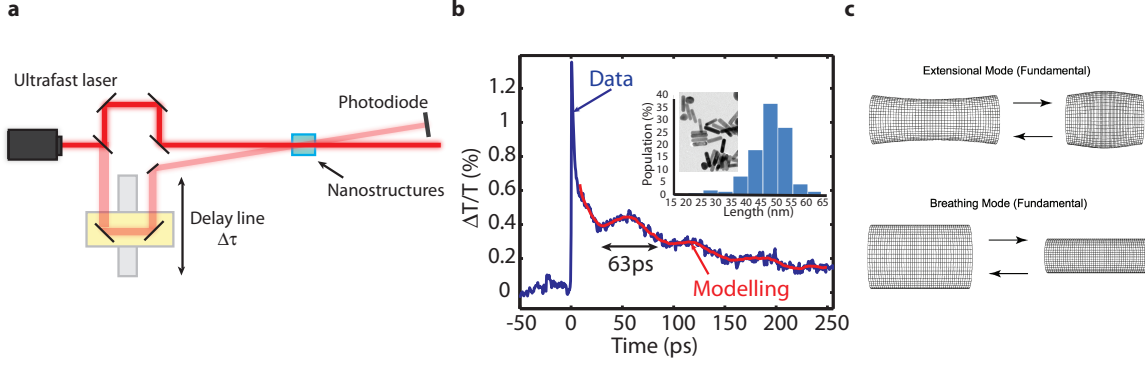 a
Ultrafast laser
Photodiode
Nanostructures
Delay line
Δτ
b
ΔT/T (%)
1.2
1
0.8
0.6
0.4
0.2
0
-50 0 50 100 150 200 250
Time (ps)
Data
63ps
Modelling
Population (%)
40
35
30
25
20
15
10
5
0
15 20 25 30 35 40 45 50 55 60 65
Length (nm)
c
Extensional Mode (Fundamental)
Breathing Mode (Fundamental)